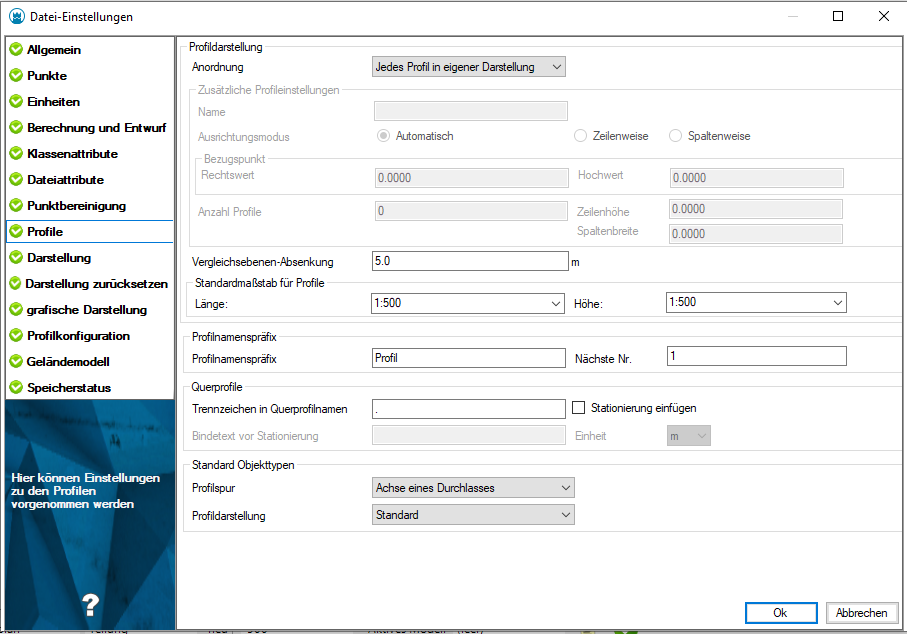 Datei-Einstellungen
Allgemein
Punkte
Einheiten
Berechnung und Entwurf
Klassenattribute
Dateiattribute
Punktbereinigung
Profile
Darstellung
Darstellung zurücksetzen
grafische Darstellung
Profilkonfiguration
Geländemodell
Speicherstatus
Hier können Einstellungen
zu den Profilen
vorgenommen werden
?
Profildarstellung
Anordnung Jedes Profil in eigener Darstellung
Zusätzliche Profileinstellungen
Name
Ausrichtungsmodus Automatisch Zeilenweise Spaltenweise
Bezugspunkt
Rechtswert 0.0000 Hochwert 0.0000
Anzahl Profile 0 Zeilenhöhe 0.0000
Spaltenbreite 0.0000
Vergleichsebenen-Absenkung 5.0 m
Standardmaßstab für Profile
Länge: 1:500 Höhe: 1:500
Profilnamenspräfix
Profilnamenspräfix Profil Nächste Nr. 1
Querprofile
Trennzeichen in Querprofilnamen . Stationierung einfügen
Bindetext vor Stationierung Einheit m
Standard Objekttypen
Profilspur Achse eines Durchlasses
Profildarstellung Standard
Ok Abbrechen